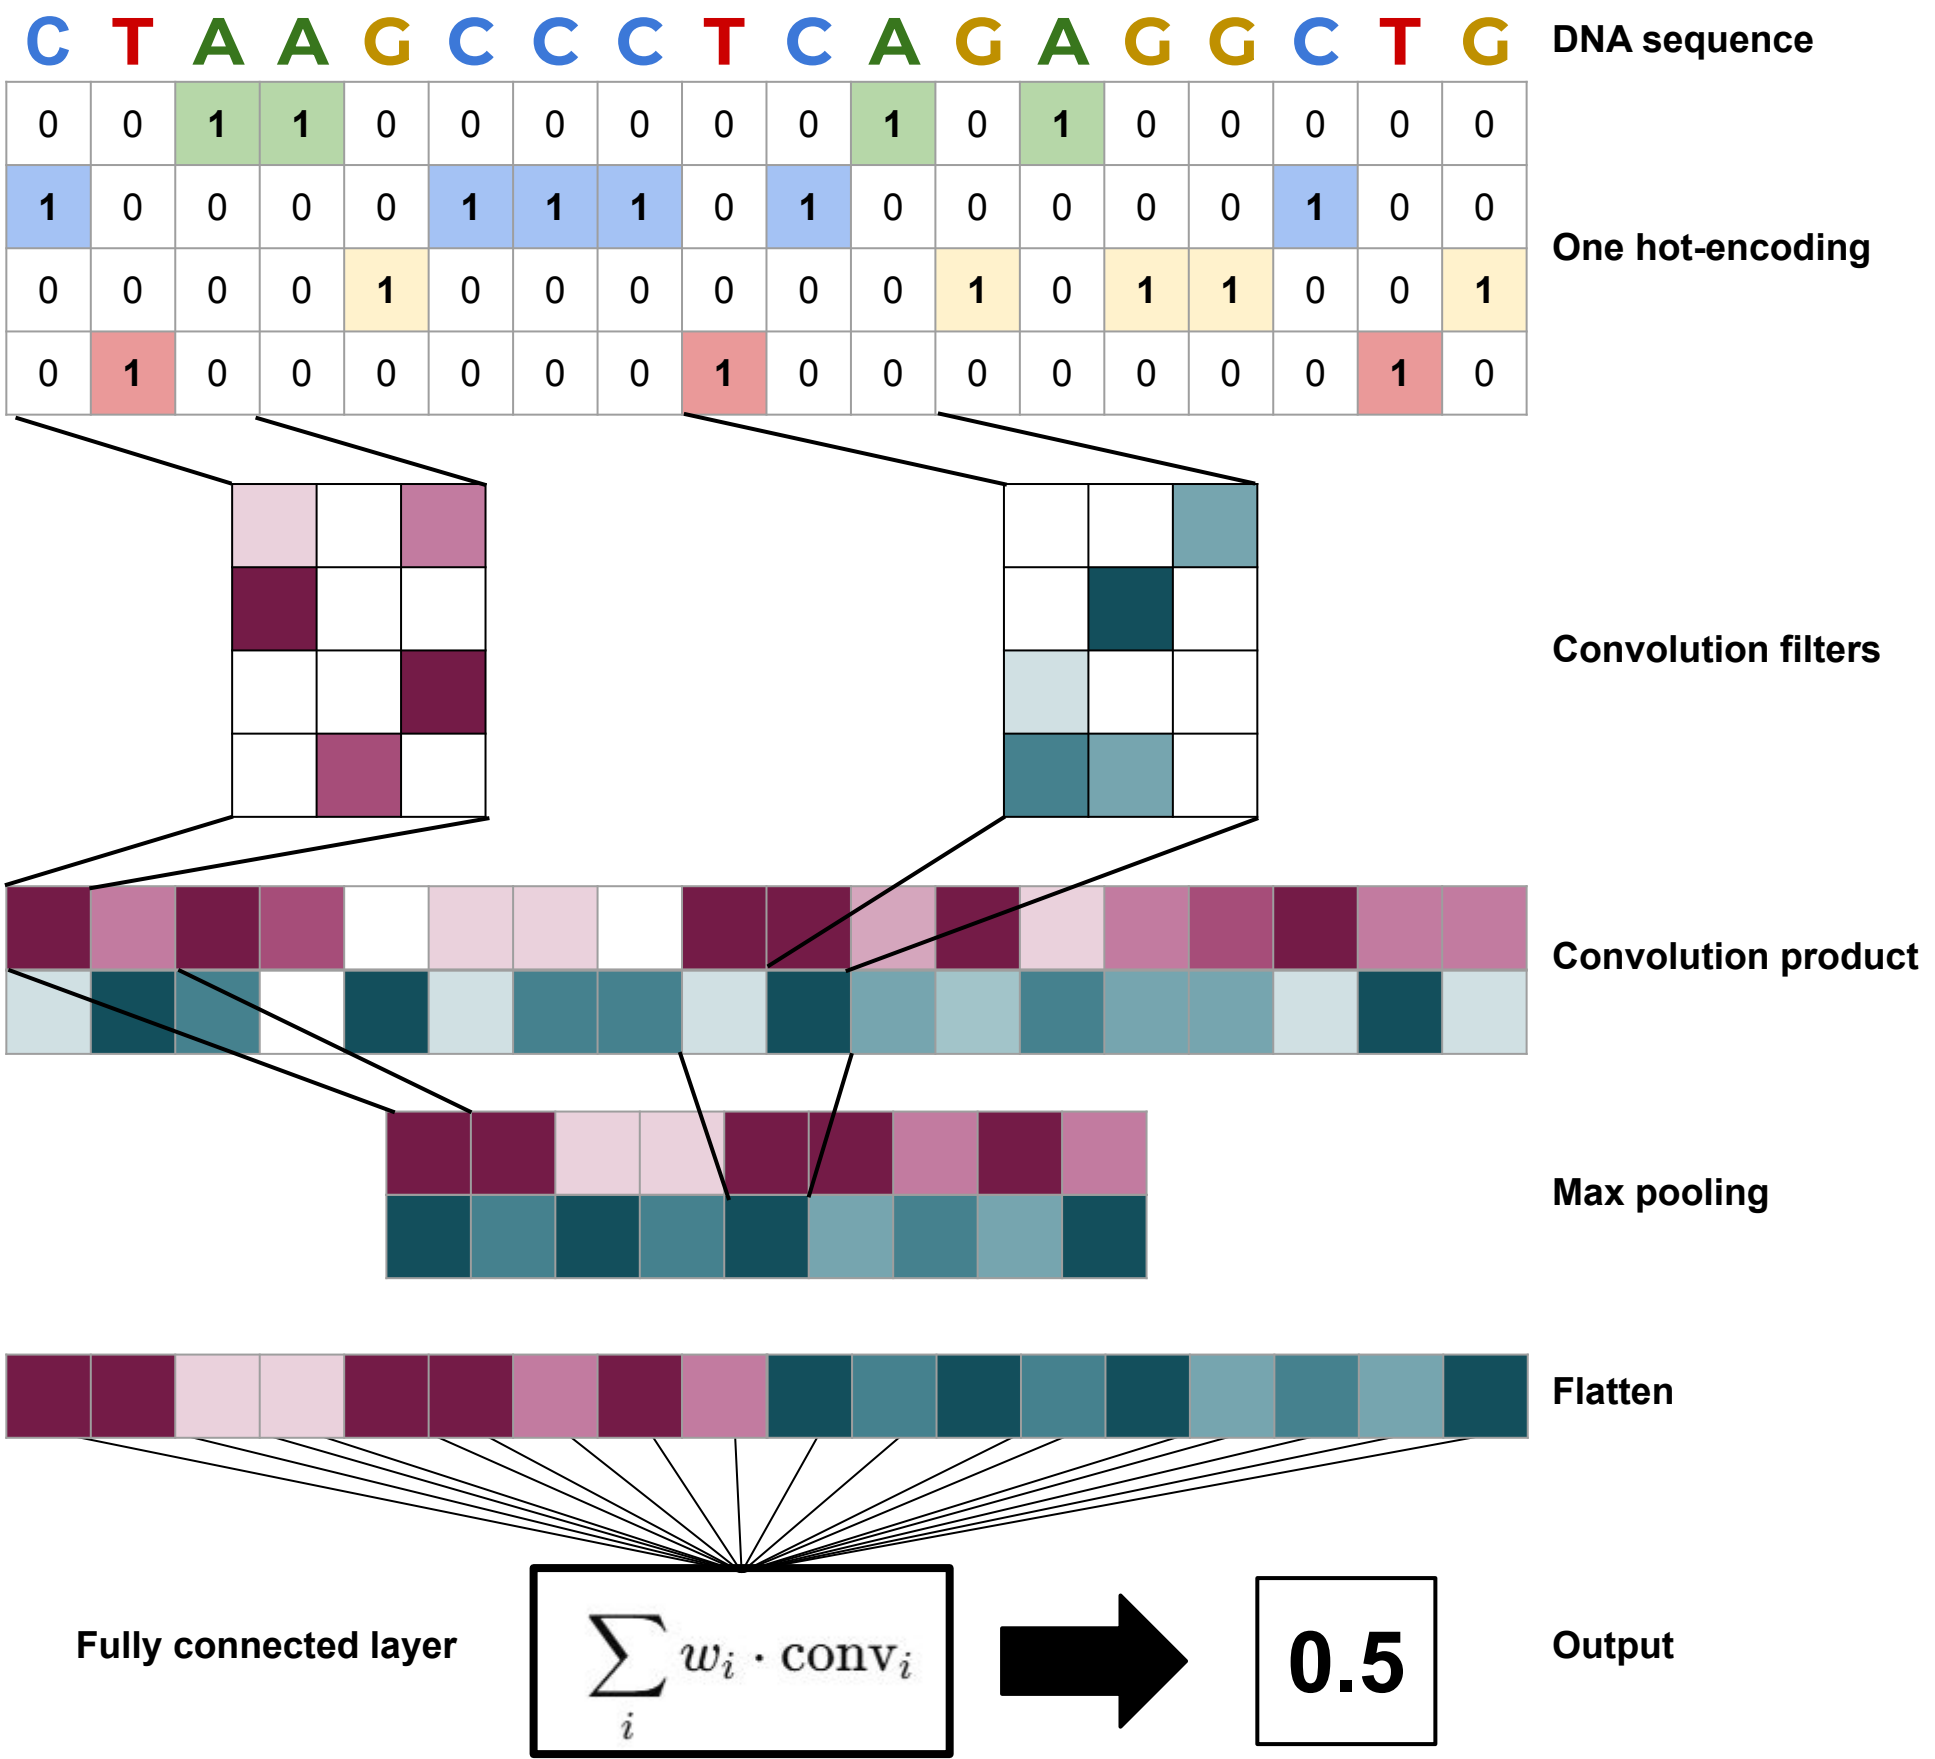 C T A A G C C C T C A G A G G C T G DNA sequence
0 0 1 1 0 0 0 0 0 0 1 0 1 0 0 0 0 0
1 0 0 0 0 1 1 1 0 1 0 0 0 0 0 1 0 0
One hot-encoding
0 0 0 0 1 0 0 0 0 0 0 1 0 1 1 0 0 1
0 1 0 0 0 0 0 0 1 0 0 0 0 0 0 0 1 0
Convolution filters
Convolution product
Max pooling
Flatten
Fully connected layer ∑ᵢ wᵢ · convᵢ 0.5 Output